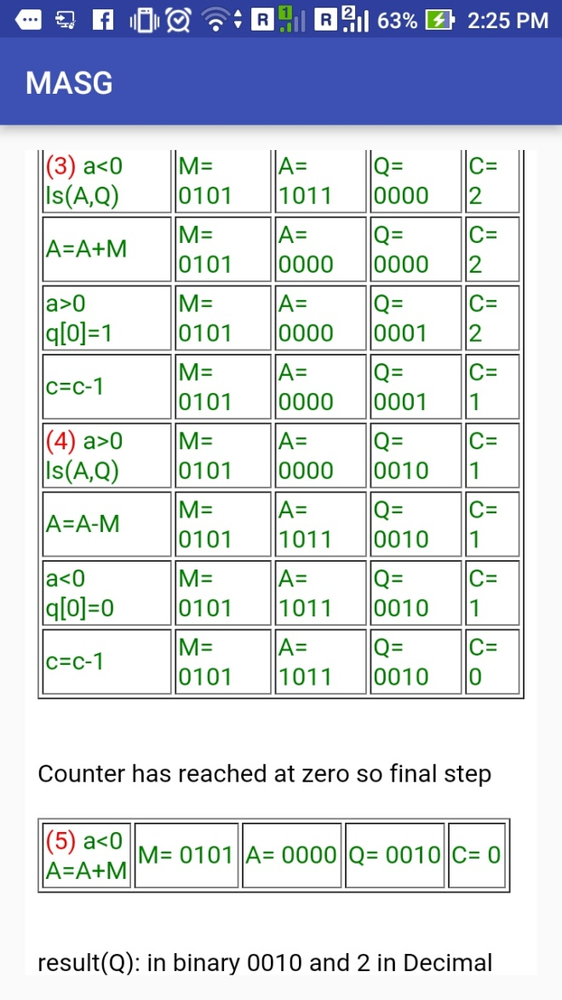 R 1 R 2 63% 2:25 PM
MASG
(3) a<0 M= A= Q= C=
ls(A,Q) 0101 1011 0000 2
A=A+M M= 0101 A= 0000 Q= 0000 C= 2
a>0 M= A= Q= C=
q[0]=1 0101 0000 0001 2
c=c-1 M= 0101 A= 0000 Q= 0001 C= 1
(4) a>0 M= A= Q= C=
ls(A,Q) 0101 0000 0010 1
A=A-M M= 0101 A= 1011 Q= 0010 C= 1
a<0 M= A= Q= C=
q[0]=0 0101 1011 0010 1
c=c-1 M= 0101 A= 1011 Q= 0010 C= 0
Counter has reached at zero so final step
(5) a<0
A=A+M M= 0101 A= 0000 Q= 0010 C= 0
result(Q): in binary 0010 and 2 in Decimal